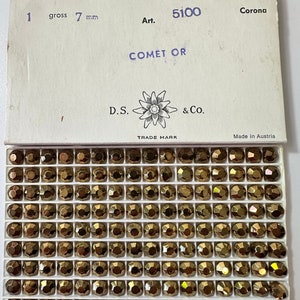 1 gross 7 mm Art. 5100 Corona
COMET OR
D.S. & Co.
TRADE MARK
Made in Austria